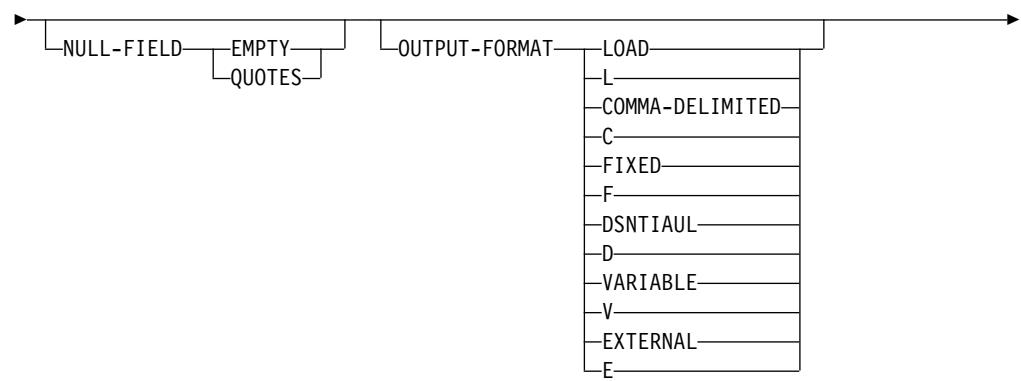 NULL-FIELD EMPTY OUTPUT-FORMAT LOAD
QUOTES L
COMMA-DELIMITED
C
FIXED
F
DSNTIAUL
D
VARIABLE
V
EXTERNAL
E